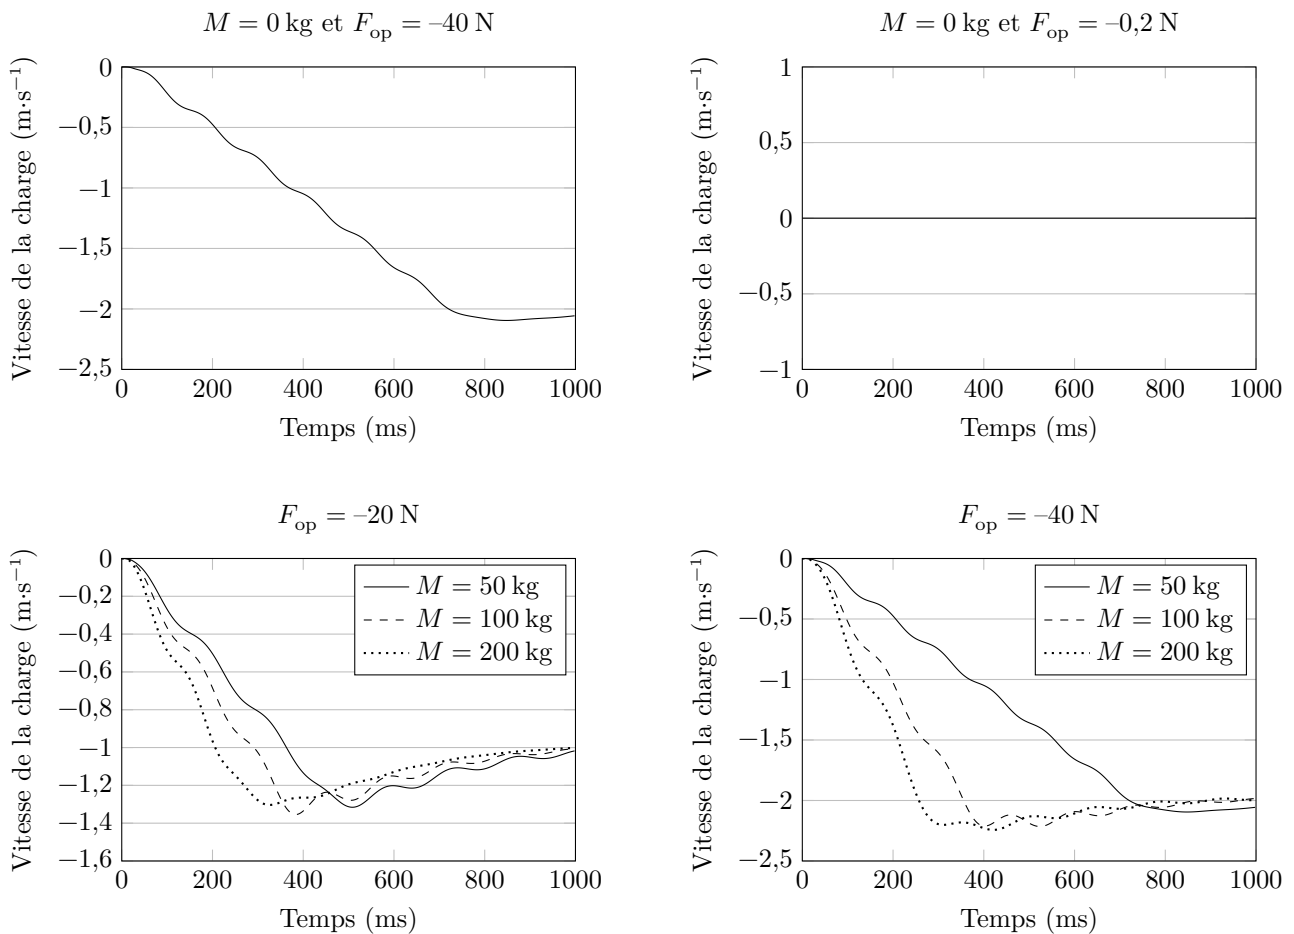 M = 0 kg et F_op = –40 N
Vitesse de la charge (m·s⁻¹)
0
−0,5
−1
−1,5
−2
−2,5
0 200 400 600 800 1000
Temps (ms)
M = 0 kg et F_op = –0,2 N
Vitesse de la charge (m·s⁻¹)
1
0,5
0
−0,5
−1
0 200 400 600 800 1000
Temps (ms)
F_op = –20 N
Vitesse de la charge (m·s⁻¹)
0
−0,2
−0,4
−0,6
−0,8
−1
−1,2
−1,4
−1,6
M = 50 kg
M = 100 kg
M = 200 kg
0 200 400 600 800 1000
Temps (ms)
F_op = –40 N
Vitesse de la charge (m·s⁻¹)
0
−0,5
−1
−1,5
−2
−2,5
M = 50 kg
M = 100 kg
M = 200 kg
0 200 400 600 800 1000
Temps (ms)